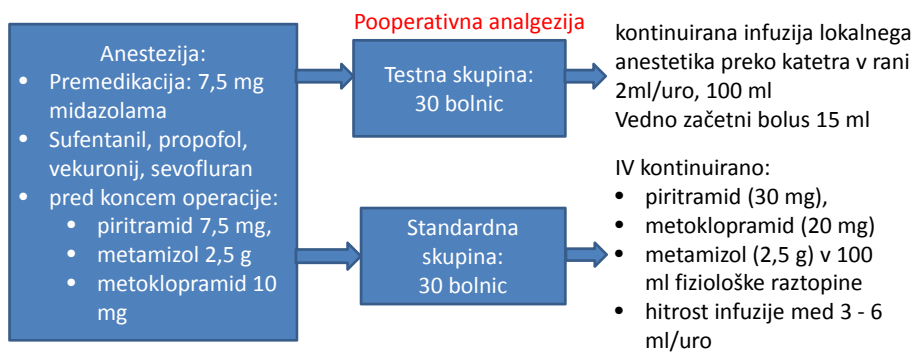 Anestezija:
• Premedikacija: 7,5 mg
midazolama
• Sufentanil, propofol,
vekuronij, sevofluran
• pred koncem operacije:
• piritramid 7,5 mg,
• metamizol 2,5 g
• metoklopramid 10
mg
Pooperativna analgezija
Testna skupina:
30 bolnic
kontinuirana infuzija lokalnega
anestetika preko katetra v rani
2ml/uro, 100 ml
Vedno začetni bolus 15 ml
Standardna
skupina:
30 bolnic
IV kontinuirano:
• piritramid (30 mg),
• metoklopramid (20 mg)
• metamizol (2,5 g) v 100
ml fiziološke raztopine
• hitrost infuzije med 3 - 6
ml/uro